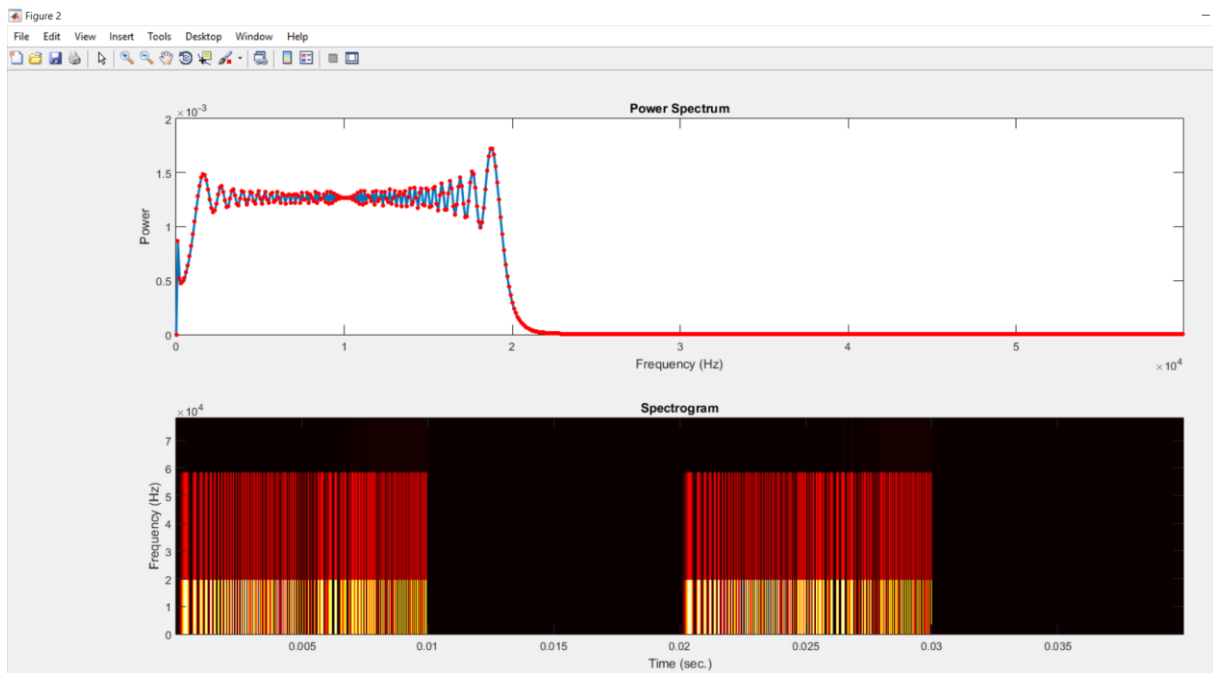 Figure 2
File Edit View Insert Tools Desktop Window Help
Power Spectrum
×10-3
2
1.5
1
0.5
0
Power
0 1 2 3 4 5
×104
Frequency (Hz)
Spectrogram
×104
7
6
5
4
3
2
1
0
Frequency (Hz)
0.005 0.01 0.015 0.02 0.025 0.03 0.035
Time (sec.)